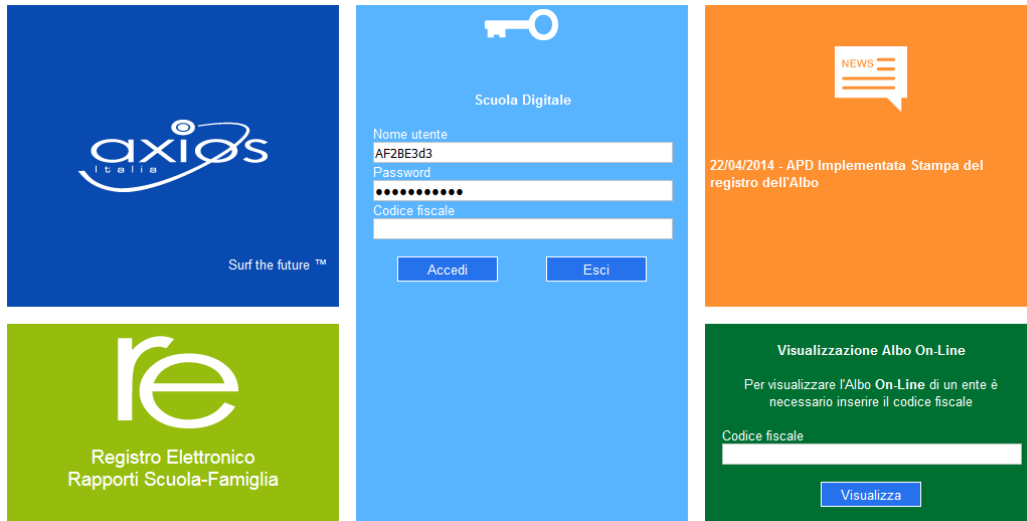 axios
Italia
Surf the future ™
re
Registro Elettronico
Rapporti Scuola-Famiglia
Scuola Digitale
Nome utente
AF2BE3d3
Password
●●●●●●●●●●●
Codice fiscale
Accedi Esci
NEWS
22/04/2014 - APD Implementata Stampa del
registro dell'Albo
Visualizzazione Albo On-Line
Per visualizzare l'Albo On-Line di un ente è
necessario inserire il codice fiscale
Codice fiscale
Visualizza